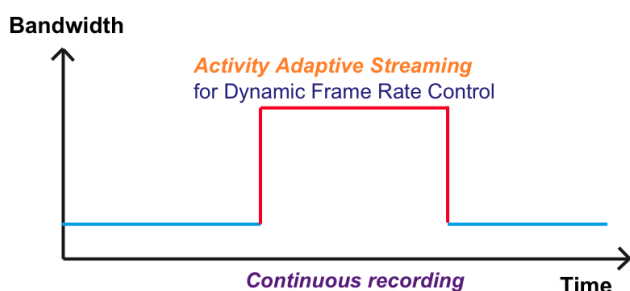 Bandwidth
Activity Adaptive Streaming
for Dynamic Frame Rate Control
Continuous recording
Time